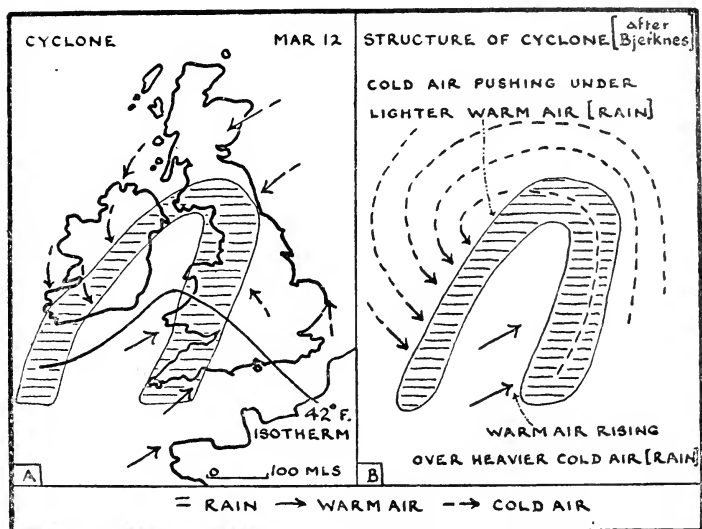 CYCLONE MAR 12
42° F.
ISOTHERM
0 100 MLS
A
STRUCTURE OF CYCLONE [after Bjerknes]
COLD AIR PUSHING UNDER
LIGHTER WARM AIR [RAIN]
WARM AIR RISING
OVER HEAVIER COLD AIR [RAIN]
B
= RAIN → WARM AIR --→ COLD AIR